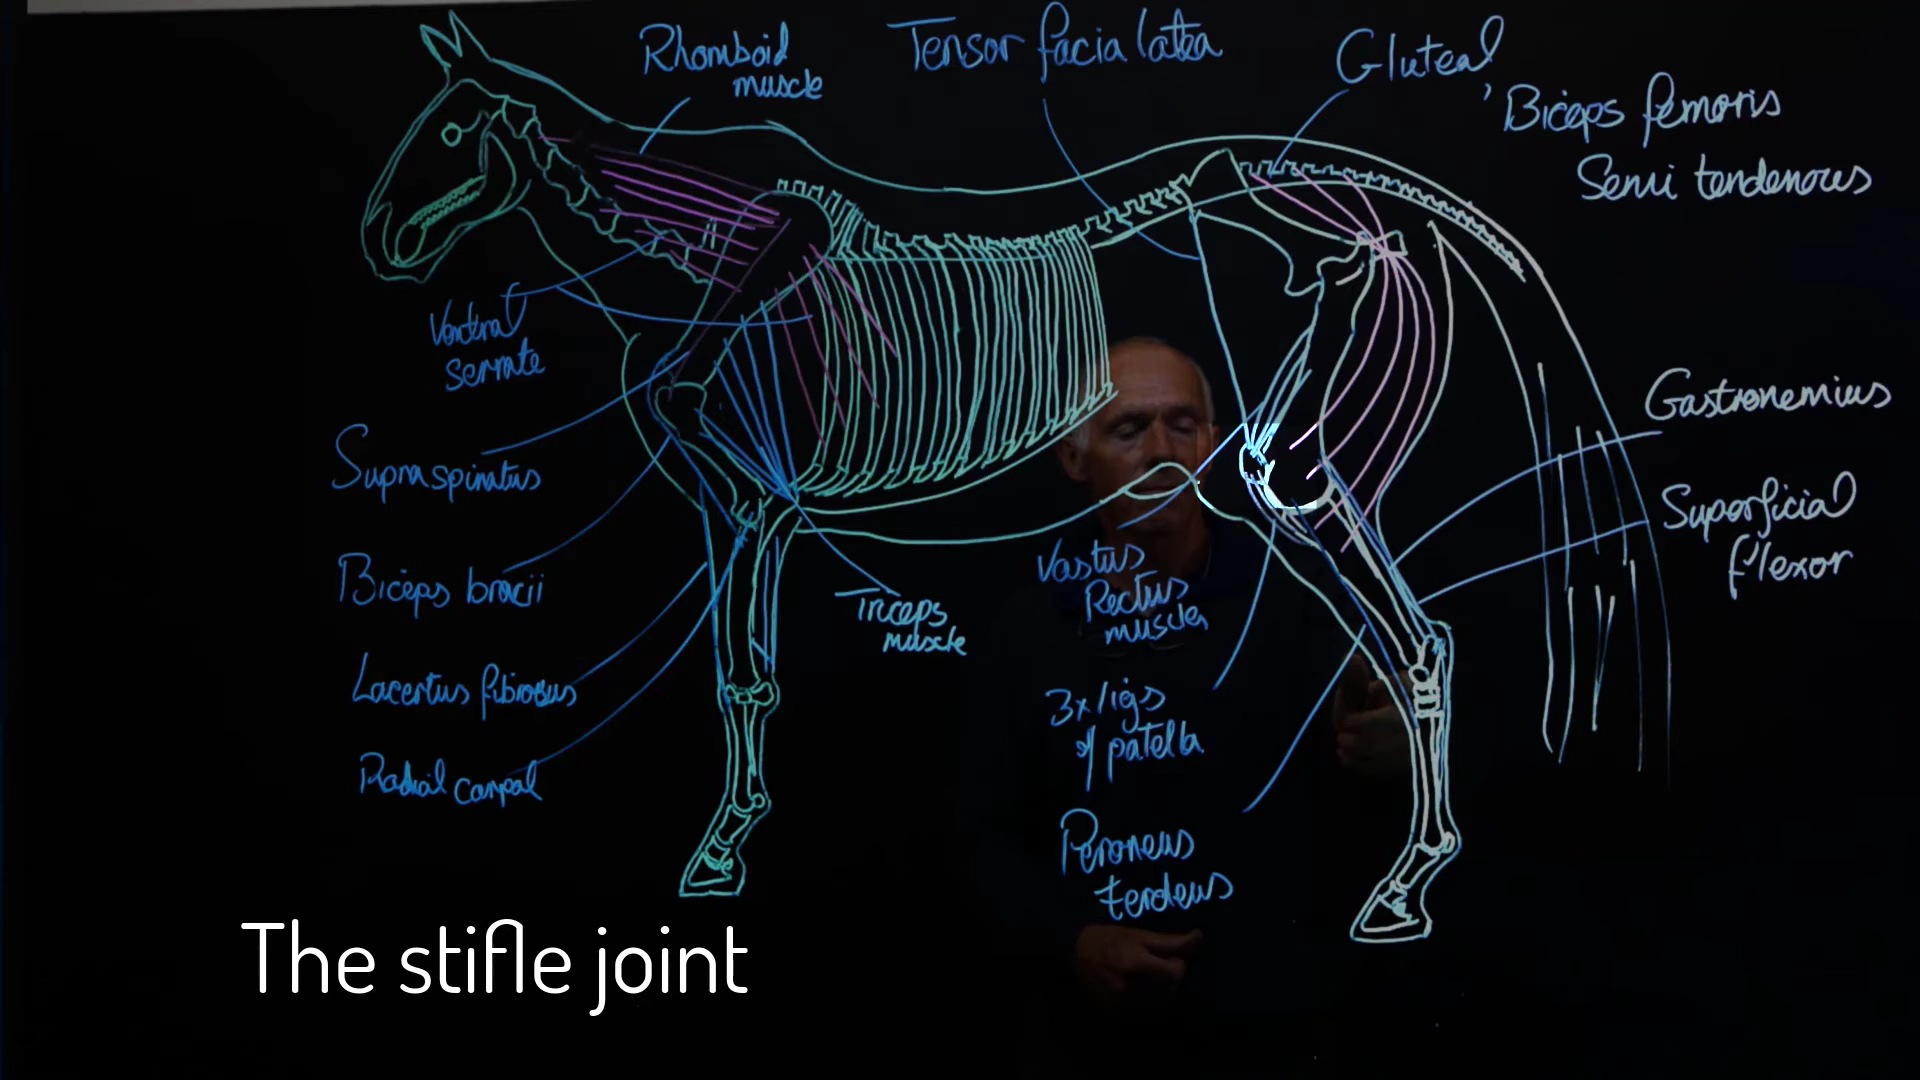 Rhomboid
muscle
Tensor facia latea
Gluteal
Biceps femoris
Semi tendenous
Ventral
serrate
Supraspinatus
Biceps bracii
Lacertus fibrosus
Radial carpal
Triceps
muscle
Vastus
Rectus
muscles
3x ligs
of patella
Peroneus
terdeus
Gastronemius
Superficial
flexor
The stifle joint